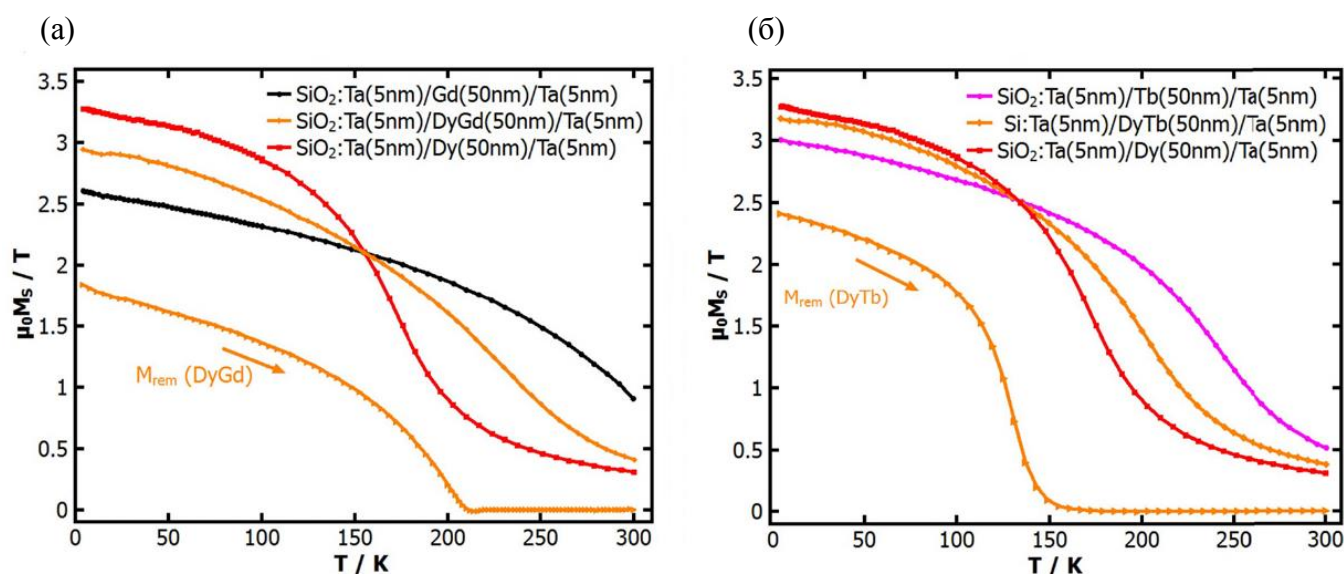 (а)
3.5
3
2.5
2
1.5
1
0.5
0
μ₀Mₛ / T
SiO₂:Ta(5nm)/Gd(50nm)/Ta(5nm)
SiO₂:Ta(5nm)/DyGd(50nm)/Ta(5nm)
SiO₂:Ta(5nm)/Dy(50nm)/Ta(5nm)
Mrem (DyGd)
0 50 100 150 200 250 300
T / K
(б)
3.5
3
2.5
2
1.5
1
0.5
0
μ₀Mₛ / T
SiO₂:Ta(5nm)/Tb(50nm)/Ta(5nm)
Si:Ta(5nm)/DyTb(50nm)/Ta(5nm)
SiO₂:Ta(5nm)/Dy(50nm)/Ta(5nm)
Mrem (DyTb)
0 50 100 150 200 250 300
T / K